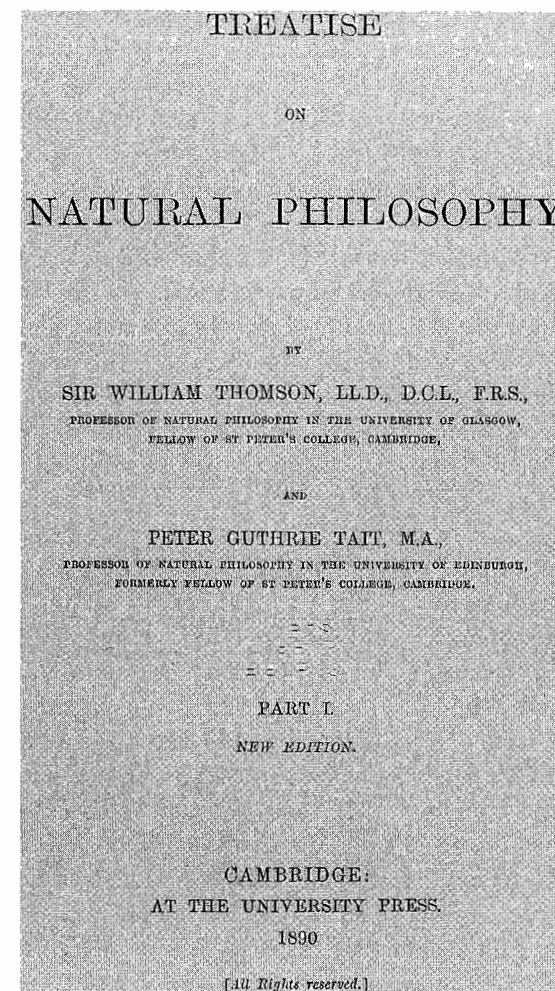 TREATISE
ON
NATURAL PHILOSOPHY
BY
SIR WILLIAM THOMSON, LL.D., D.C.L., F.R.S.,
PROFESSOR OF NATURAL PHILOSOPHY IN THE UNIVERSITY OF GLASGOW,
FELLOW OF ST PETER'S COLLEGE, CAMBRIDGE,
AND
PETER GUTHRIE TAIT, M.A.,
PROFESSOR OF NATURAL PHILOSOPHY IN THE UNIVERSITY OF EDINBURGH,
FORMERLY FELLOW OF ST PETER'S COLLEGE, CAMBRIDGE.
PART I.
NEW EDITION.
CAMBRIDGE:
AT THE UNIVERSITY PRESS.
1890
[All Rights reserved.]